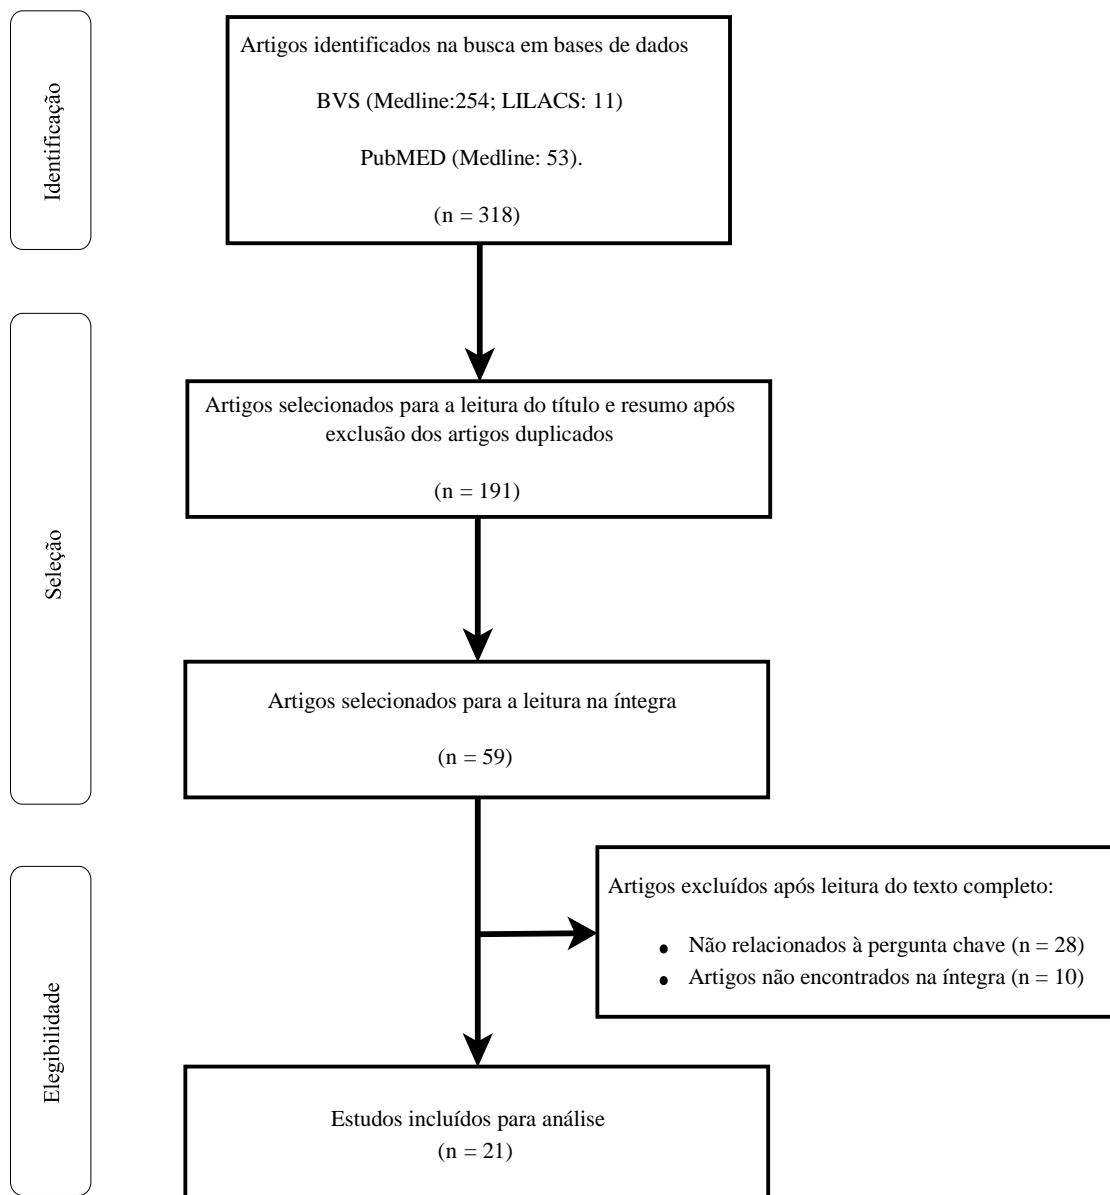 Identificação
Artigos identificados na busca em bases de dados
BVS (Medline:254; LILACS: 11)
PubMED (Medline: 53).
(n = 318)
Seleção
Artigos selecionados para a leitura do título e resumo após
exclusão dos artigos duplicados
(n = 191)
Artigos selecionados para a leitura na íntegra
(n = 59)
Elegibilidade
Artigos excluídos após leitura do texto completo:
● Não relacionados à pergunta chave (n = 28)
● Artigos não encontrados na íntegra (n = 10)
Estudos incluídos para análise
(n = 21)